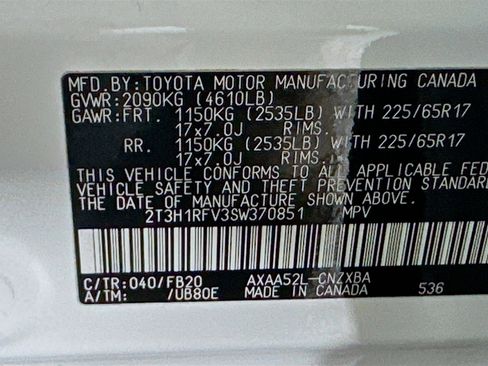 MFD.BY:TOYOTA MOTOR MANUFACTURING CANADA
GVWR:2090KG (4610LB)
GAWR:FRT. 1150KG (2535LB) WITH 225/65R17
17x7.0J RIMS.
RR. 1150KG (2535LB) WITH 225/65R17
17x7.0J RIMS.
THIS VEHICLE CONFORMS TO ALL APPLICABLE FED
VEHICLE SAFETY AND THEFT PREVENTION STANDAR
THE DATE OF MANUFACTURE SHOWN ABOVE.
2T3H1RFV3SW370851 MPV
C/TR:040/FB20 AXAA52L-CNZXBA
A/TM: /UB80E MADE IN CANADA 536